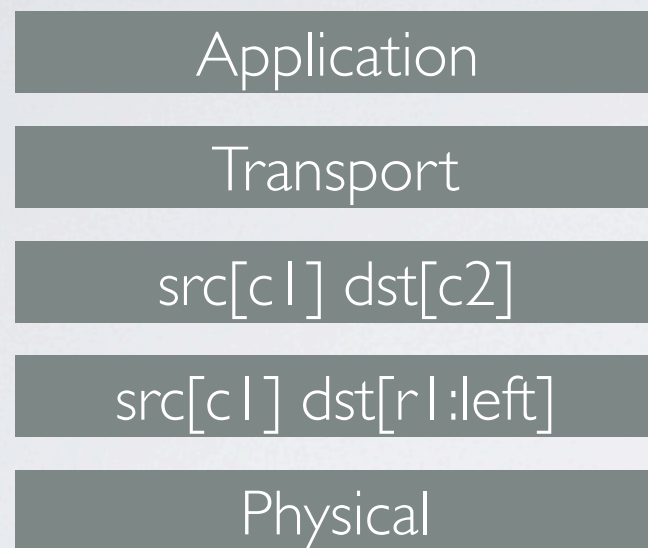 Application
Transport
src[c1] dst[c2]
src[c1] dst[r1:left]
Physical